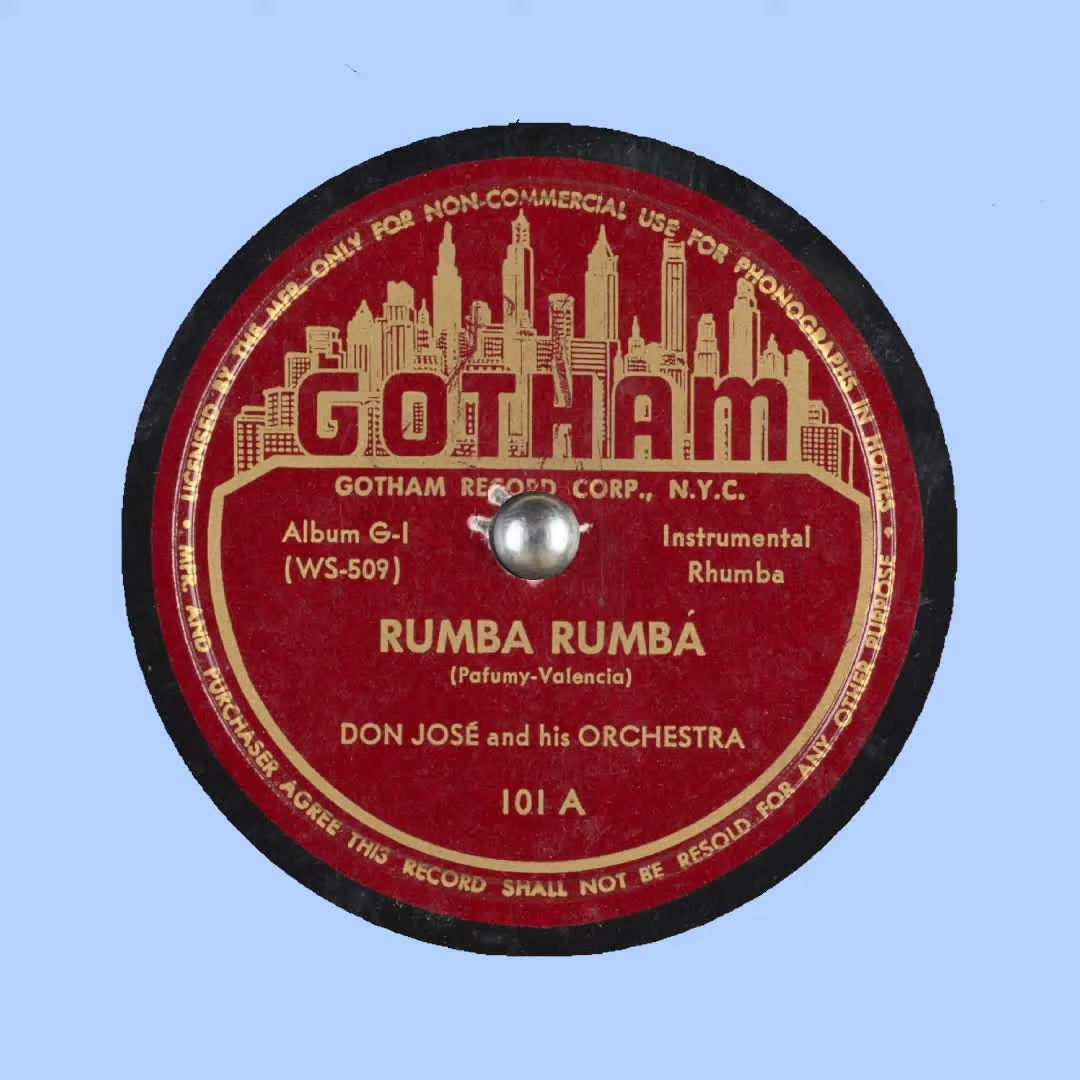 LICENSED BY THE MFR. ONLY FOR NON-COMMERCIAL USE FOR PHONOGRAPHS IN HOMES •
GOTHAM
GOTHAM RECORD CORP., N.Y.C.
Album G-1
(WS-509)
Instrumental
Rhumba
RUMBA RUMBÁ
(Pafumy-Valencia)
DON JOSÉ and his ORCHESTRA
101 A
• MFR. AND PURCHASER AGREE THIS RECORD SHALL NOT BE RESOLD FOR ANY OTHER PURPOSE